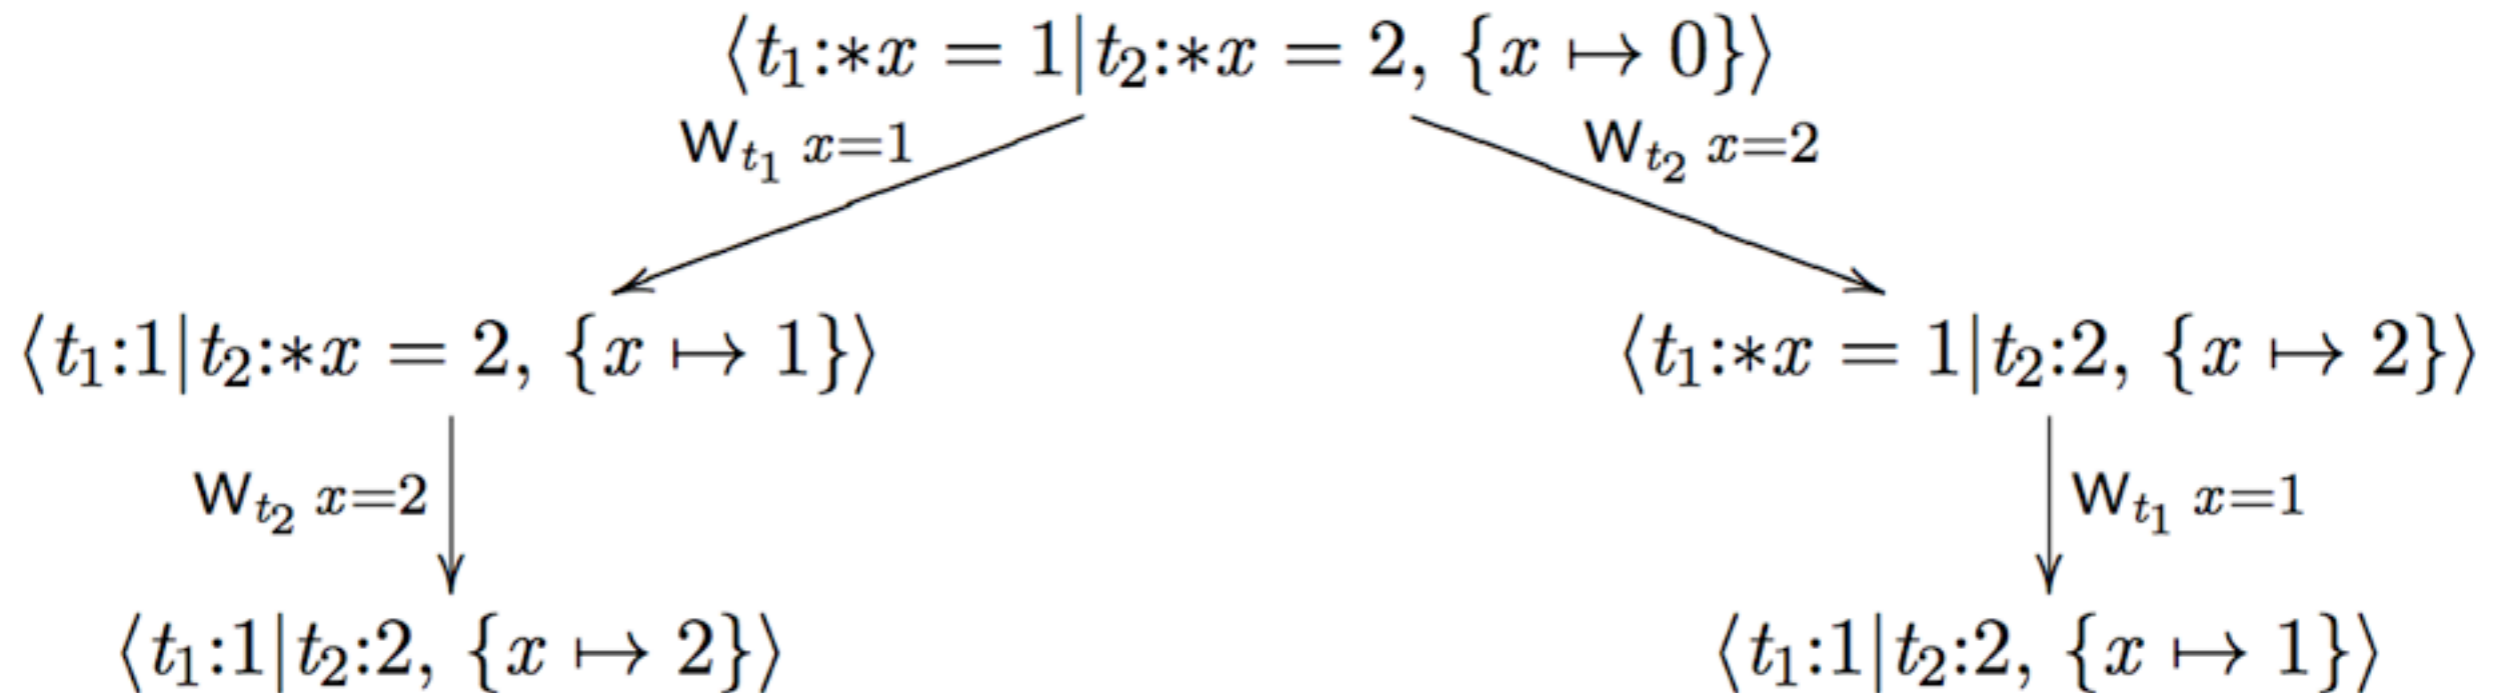 ⟨t₁:∗x = 1|t₂:∗x = 2, {x ↦ 0}⟩
W_{t₁} x=1 W_{t₂} x=2
⟨t₁:1|t₂:∗x = 2, {x ↦ 1}⟩ ⟨t₁:∗x = 1|t₂:2, {x ↦ 2}⟩
W_{t₂} x=2 W_{t₁} x=1
⟨t₁:1|t₂:2, {x ↦ 2}⟩ ⟨t₁:1|t₂:2, {x ↦ 1}⟩